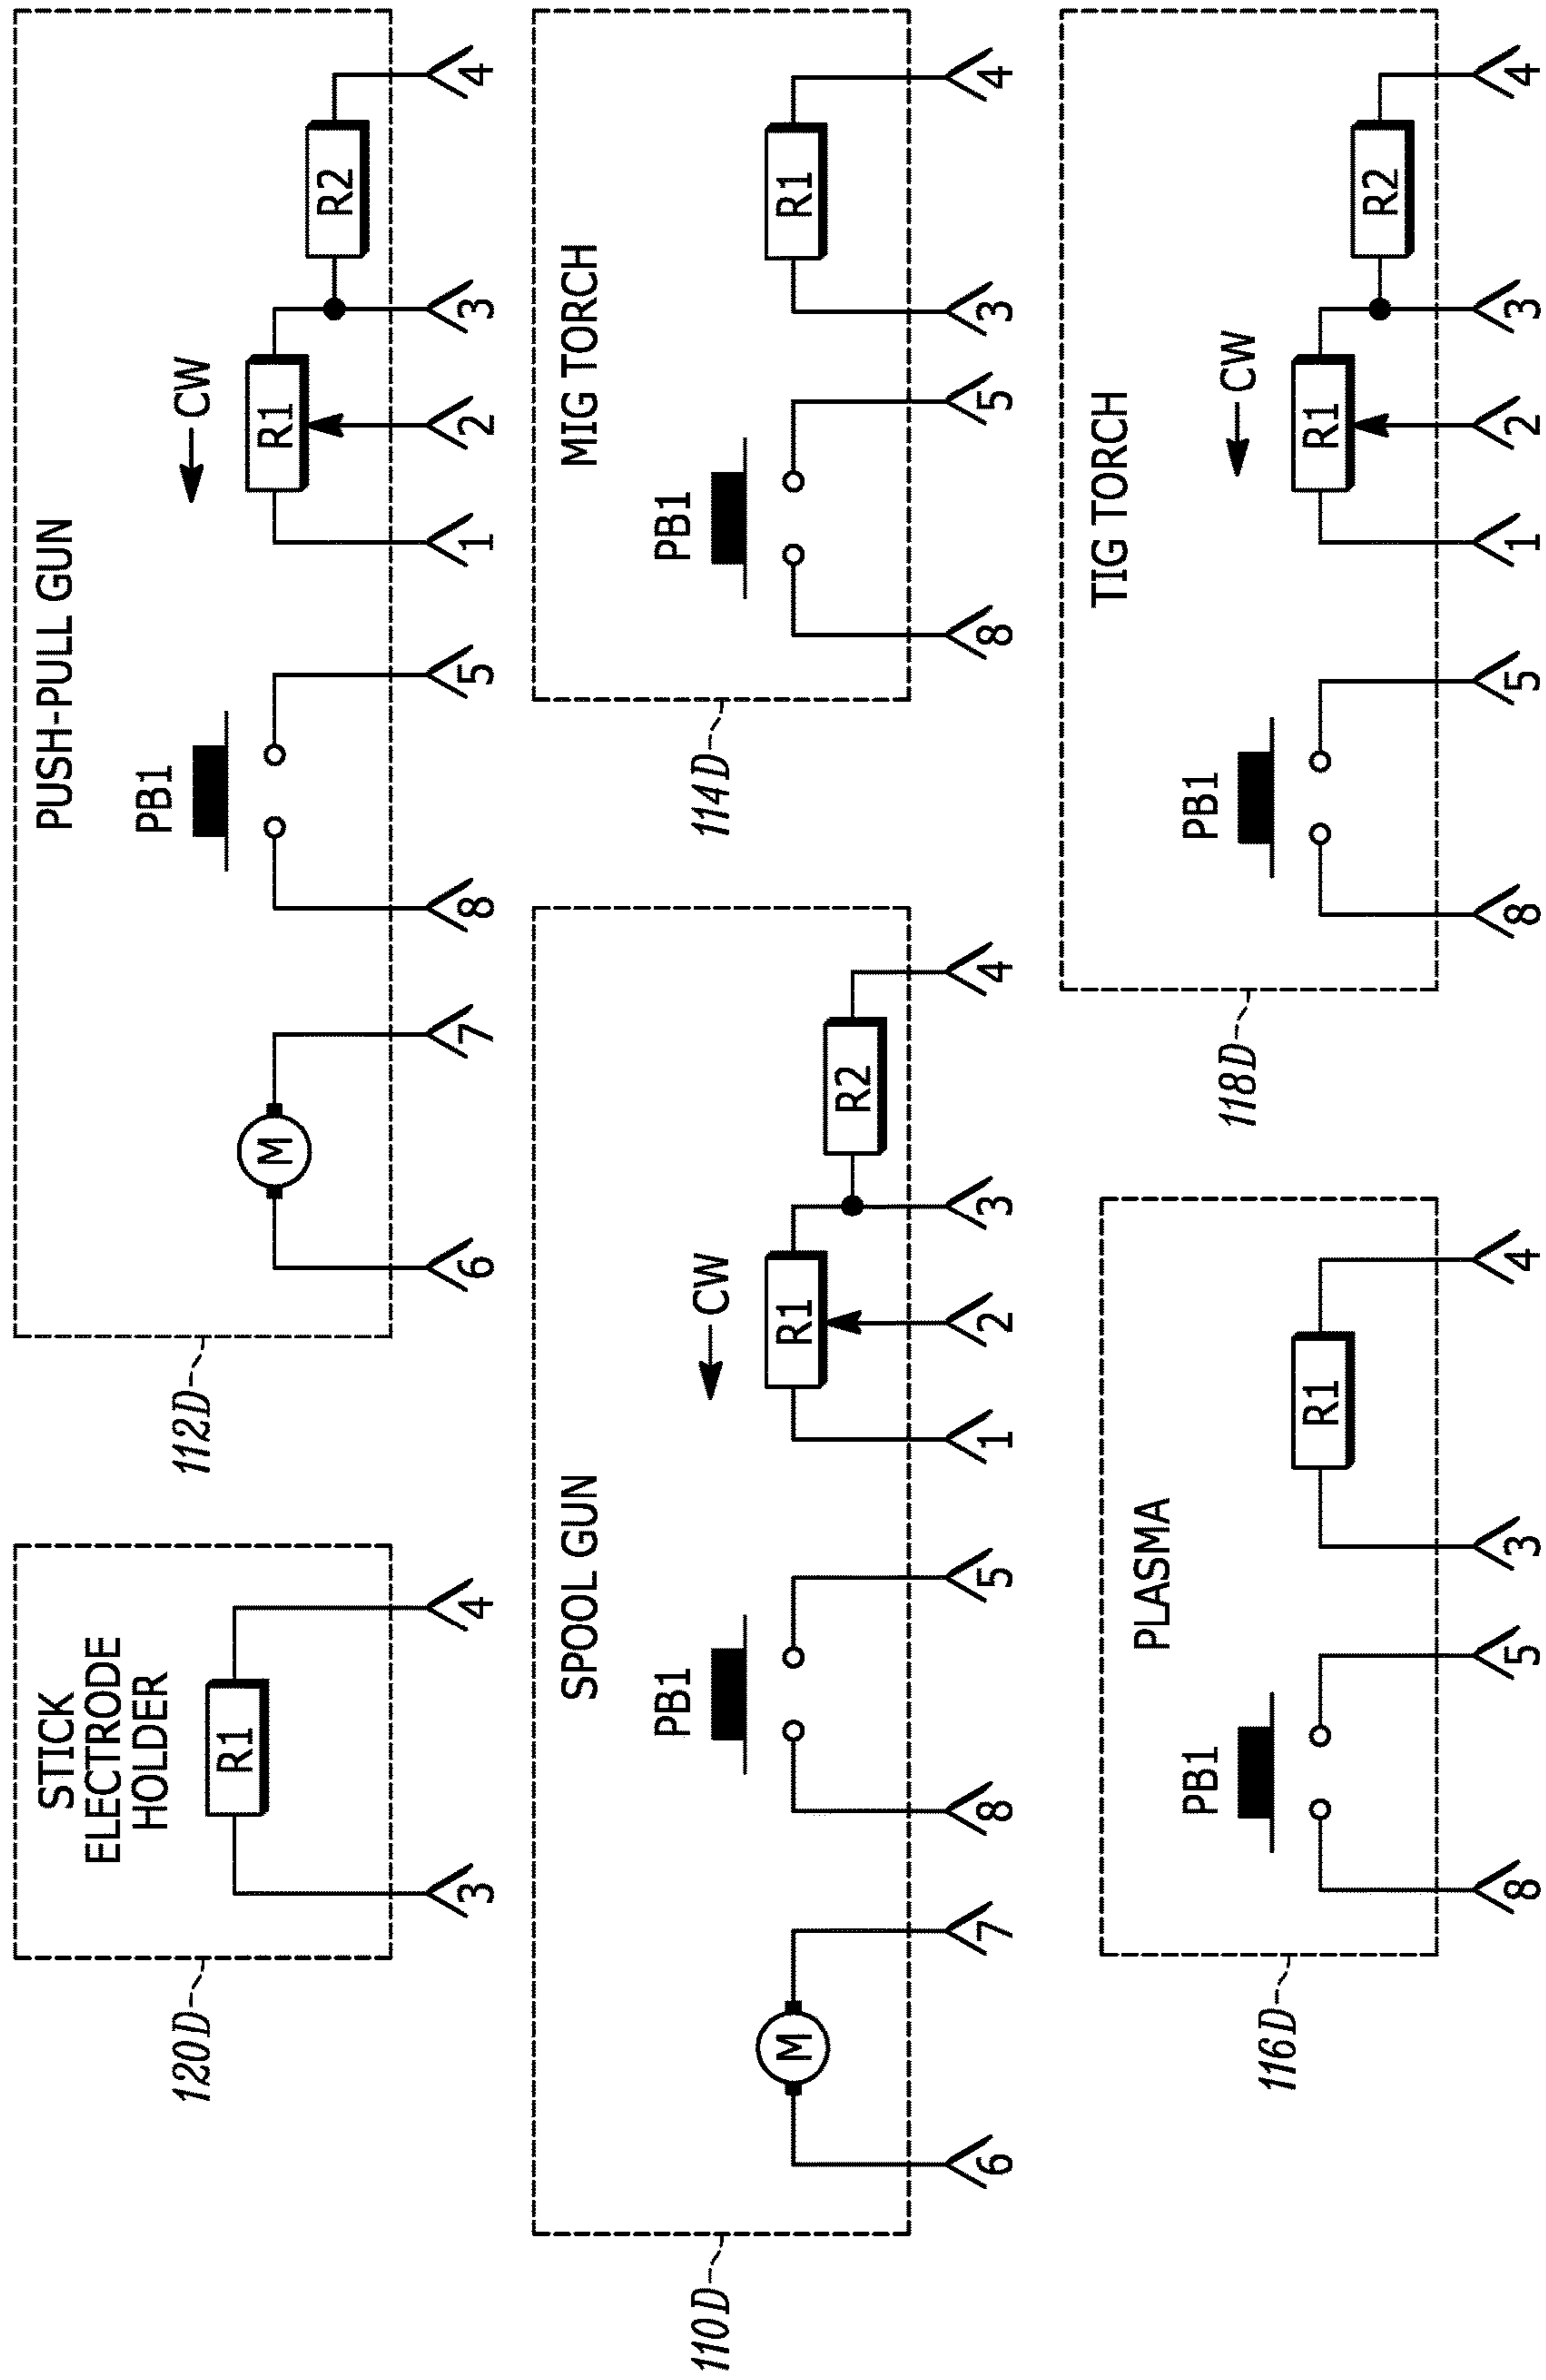 STICK
ELECTRODE
HOLDER
R1
3
4
120D
PUSH-PULL GUN
M
PB1
CW
R1
R2
6
7
8
5
1
2
3
4
112D
SPOOL GUN
M
PB1
CW
R1
R2
6
7
8
5
1
2
3
4
110D
MIG TORCH
PB1
R1
8
5
3
4
114D
PLASMA
PB1
R1
8
5
3
4
116D
TIG TORCH
PB1
CW
R1
R2
8
5
1
2
3
4
118D